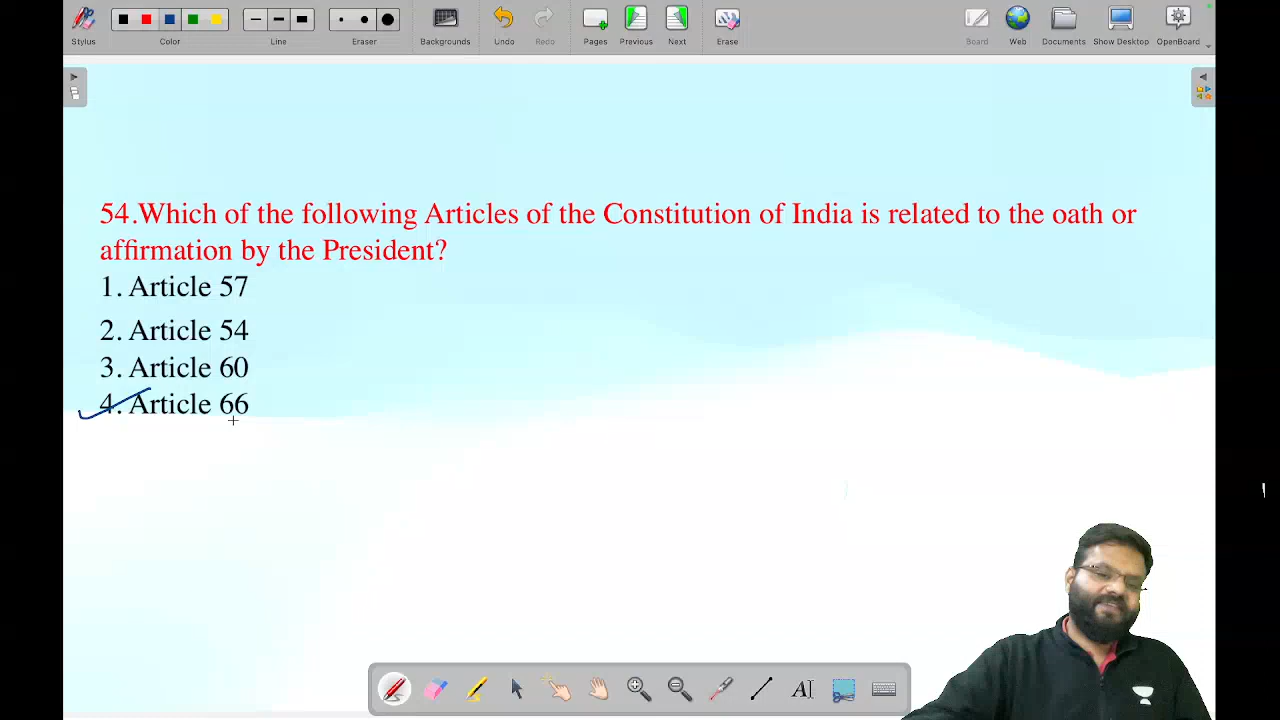 Stylus
Color
Line
Eraser
Backgrounds
Undo
Redo
Pages
Previous
Next
Erase
Board
Web
Documents
Show Desktop
OpenBoard
54.Which of the following Articles of the Constitution of India is related to the oath or
affirmation by the President?
1. Article 57
2. Article 54
3. Article 60
4. Article 66